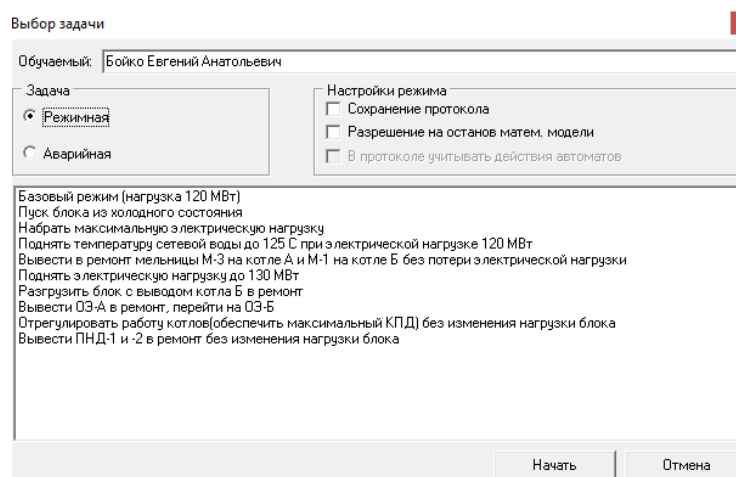 Выбор задачи
Обучаемый: Бойко Евгений Анатольевич
Задача
Режимная
Аварийная
Настройки режима
Сохранение протокола
Разрешение на останов матем. модели
В протоколе учитывать действия автоматов
Базовый режим (нагрузка 120 МВт)
Пуск блока из холодного состояния
Набрать максимальную электрическую нагрузку
Поднять температуру сетевой воды до 125 С при электрической нагрузке 120 МВт
Вывести в ремонт мельницы М-3 на котле А и М-1 на котле Б без потери электрической нагрузки
Поднять электрическую нагрузку до 130 МВт
Разгрузить блок с выводом котла Б в ремонт
Вывести ОЭ-А в ремонт, перейти на ОЭ-Б
Отрегулировать работу котлов(обеспечить максимальный КПД) без изменения нагрузки блока
Вывести ПНД-1 и -2 в ремонт без изменения нагрузки блока
Начать
Отмена